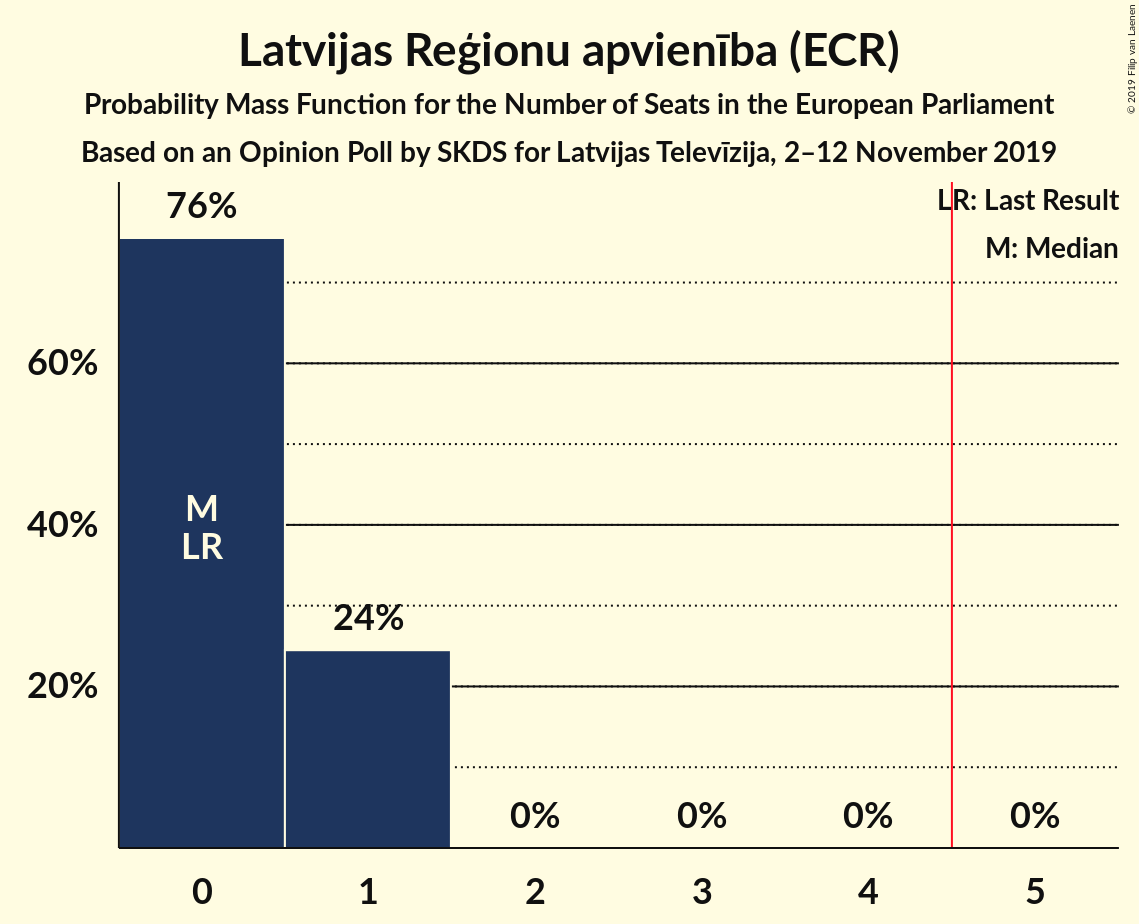 Latvijas Reģionu apvienība (ECR)
Probability Mass Function for the Number of Seats in the European Parliament
Based on an Opinion Poll by SKDS for Latvijas Televīzija, 2–12 November 2019
© 2019 Filip van Laenen
LR: Last Result
M: Median
76%
60%
40%
20%
M
LR
24%
0% 0% 0% 0%
0 1 2 3 4 5